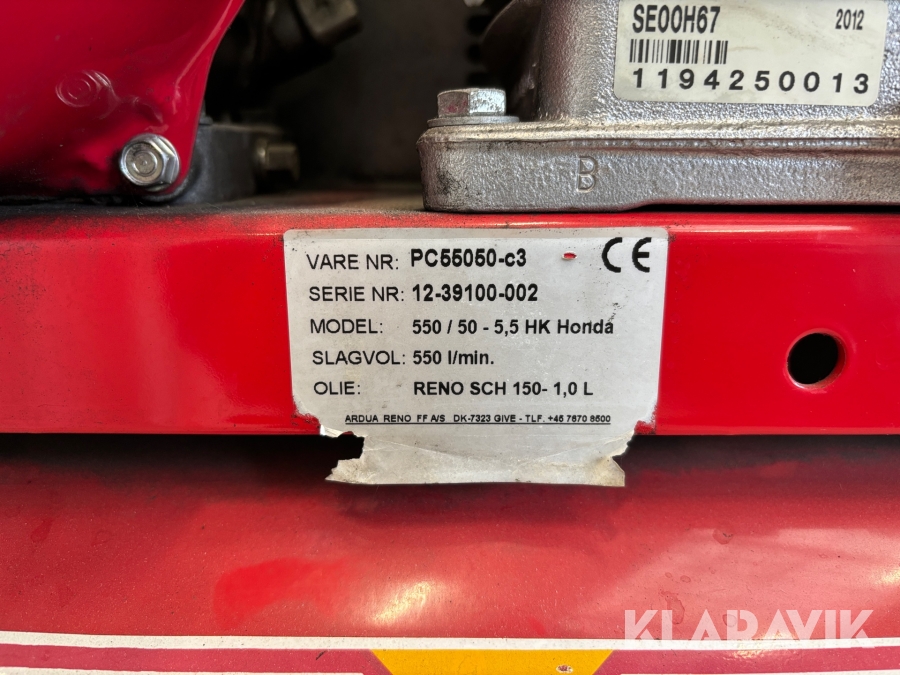 SE00H67 2012
1194250013
B
VARE NR: PC55050-c3 CE
SERIE NR: 12-39100-002
MODEL: 550 / 50 - 5,5 HK Honda
SLAGVOL: 550 l/min.
OLIE: RENO SCH 150- 1,0 L
ARDUA RENO FF A/S DK-7323 GIVE - TLF. +45 7670 8500
KLARAVIK